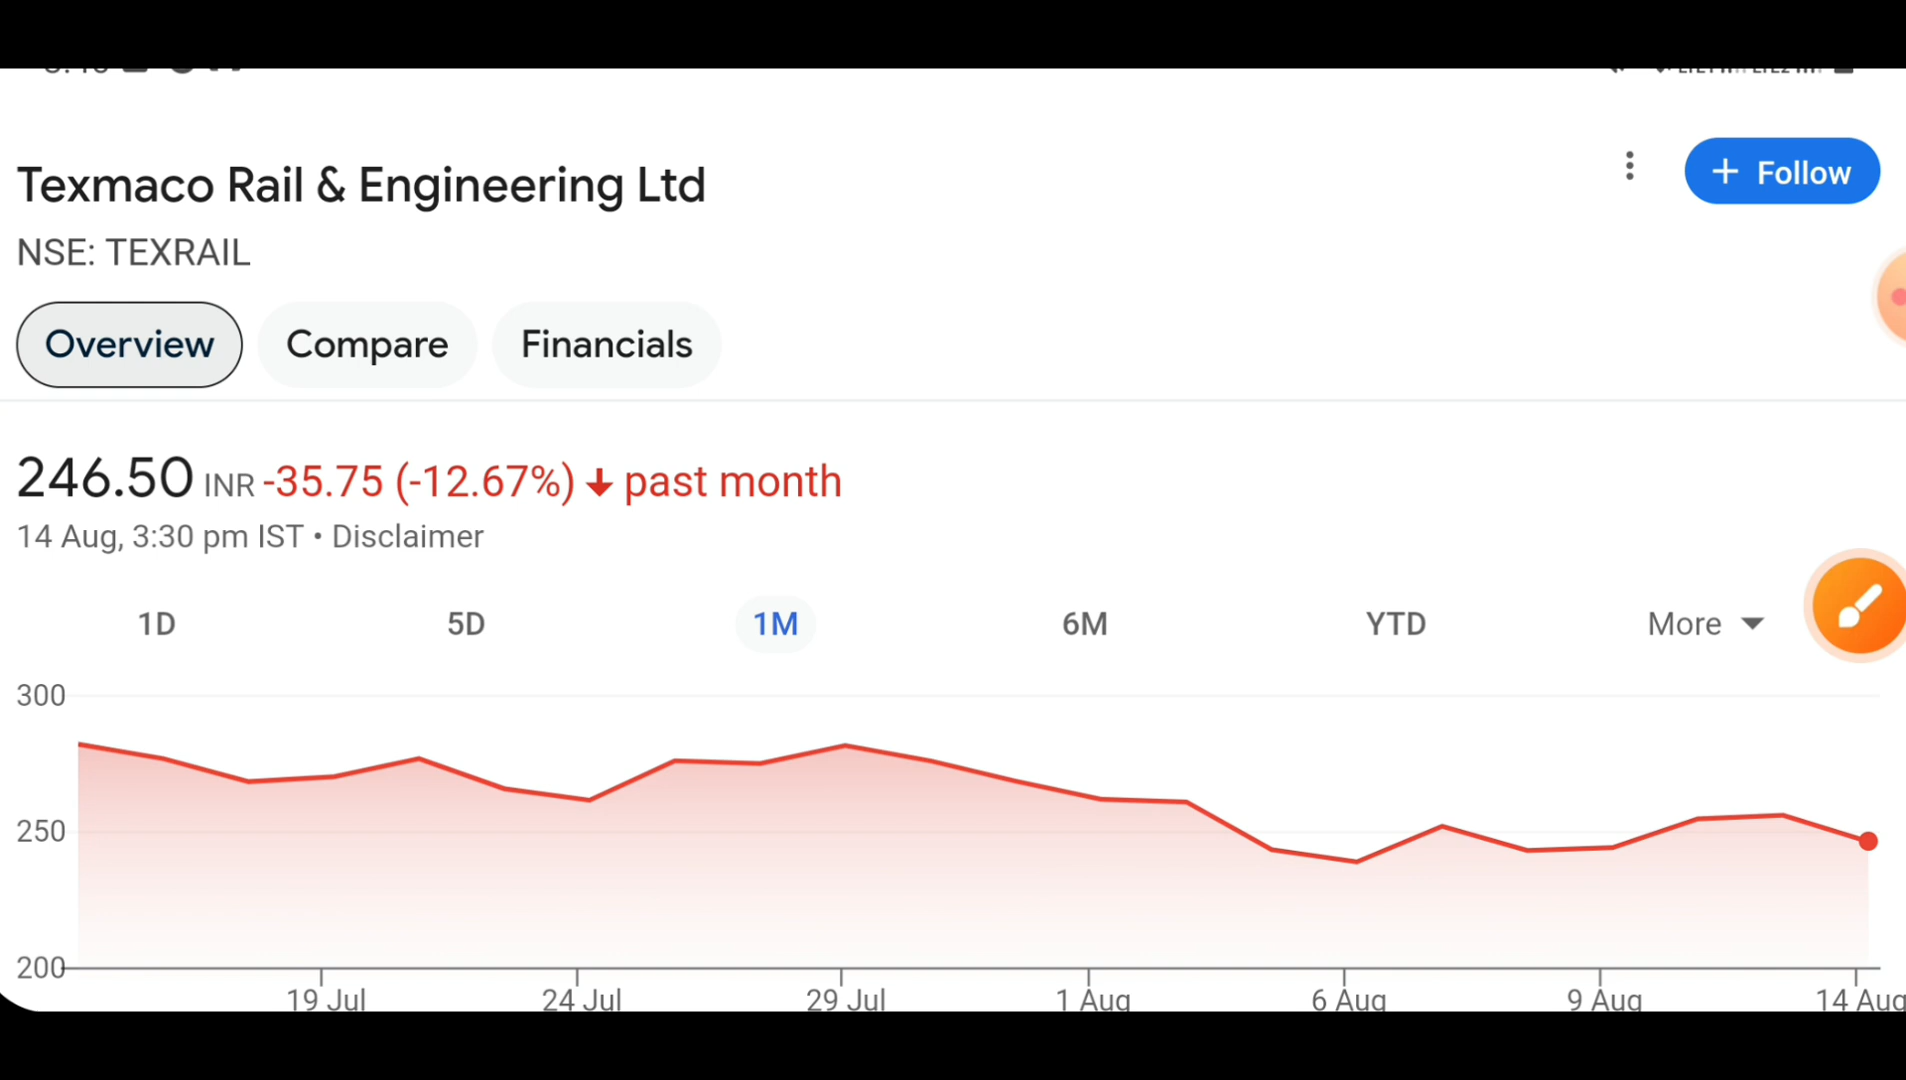 Texmaco Rail & Engineering Ltd
+ Follow
NSE: TEXRAIL
Overview Compare Financials
246.50 INR -35.75 (-12.67%) ↓ past month
14 Aug, 3:30 pm IST • Disclaimer
1D 5D 1M 6M YTD More
300
250
200
19 Jul 24 Jul 29 Jul 1 Aug 6 Aug 9 Aug 14 Aug